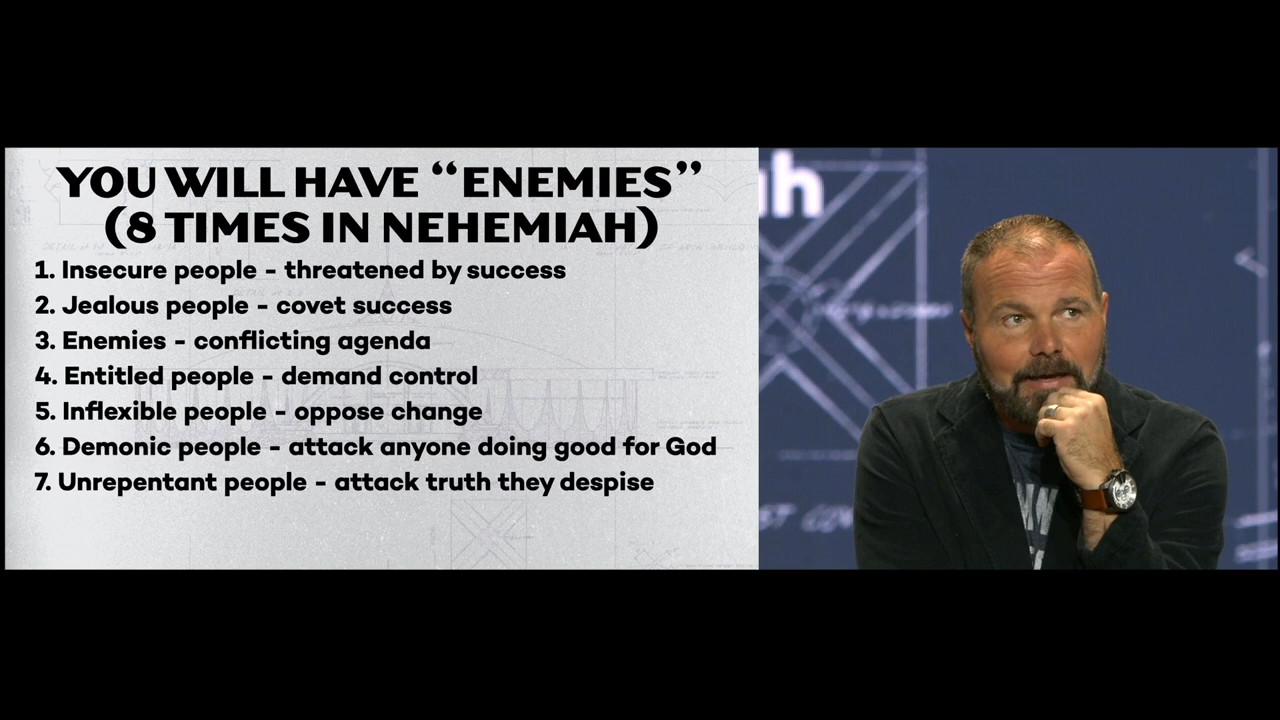 YOU WILL HAVE “ENEMIES”
(8 TIMES IN NEHEMIAH)
1. Insecure people - threatened by success
2. Jealous people - covet success
3. Enemies - conflicting agenda
4. Entitled people - demand control
5. Inflexible people - oppose change
6. Demonic people - attack anyone doing good for God
7. Unrepentant people - attack truth they despise
ah